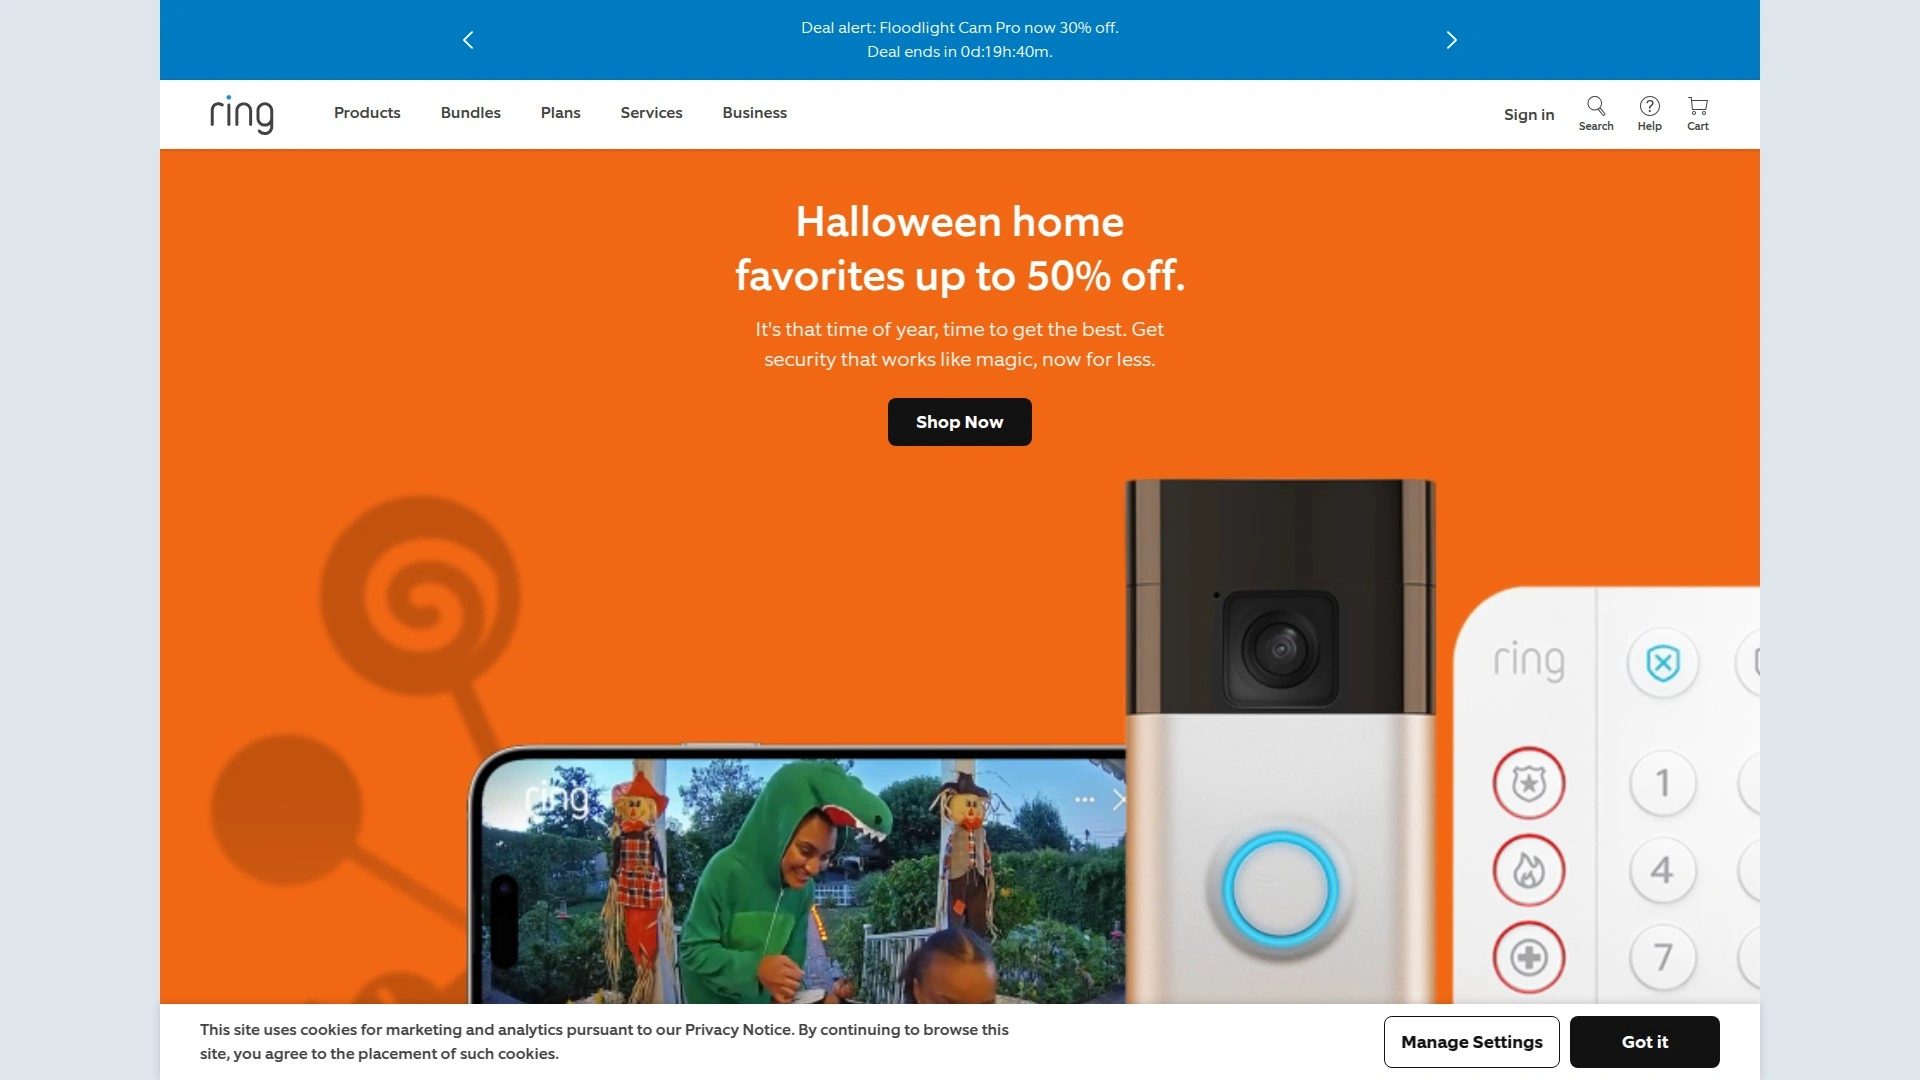 Deal alert: Floodlight Cam Pro now 30% off.
Deal ends in 0d:19h:40m.
ring
Products
Bundles
Plans
Services
Business
Sign in
Search
Help
Cart
Halloween home
favorites up to 50% off.
It's that time of year, time to get the best. Get
security that works like magic, now for less.
Shop Now
ring
ring
1
4
7
This site uses cookies for marketing and analytics pursuant to our Privacy Notice. By continuing to browse this
site, you agree to the placement of such cookies.
Manage Settings
Got it